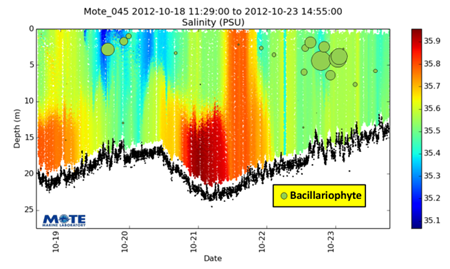 Mote_045 2012-10-18 11:29:00 to 2012-10-23 14:55:00
Salinity (PSU)
0
5
10
15
20
25
Depth (m)
35.9
35.8
35.7
35.6
35.5
35.4
35.3
35.2
35.1
Bacillariophyte
MOTE
MARINE LABORATORY
10-19
10-20
10-21
10-22
10-23
Date